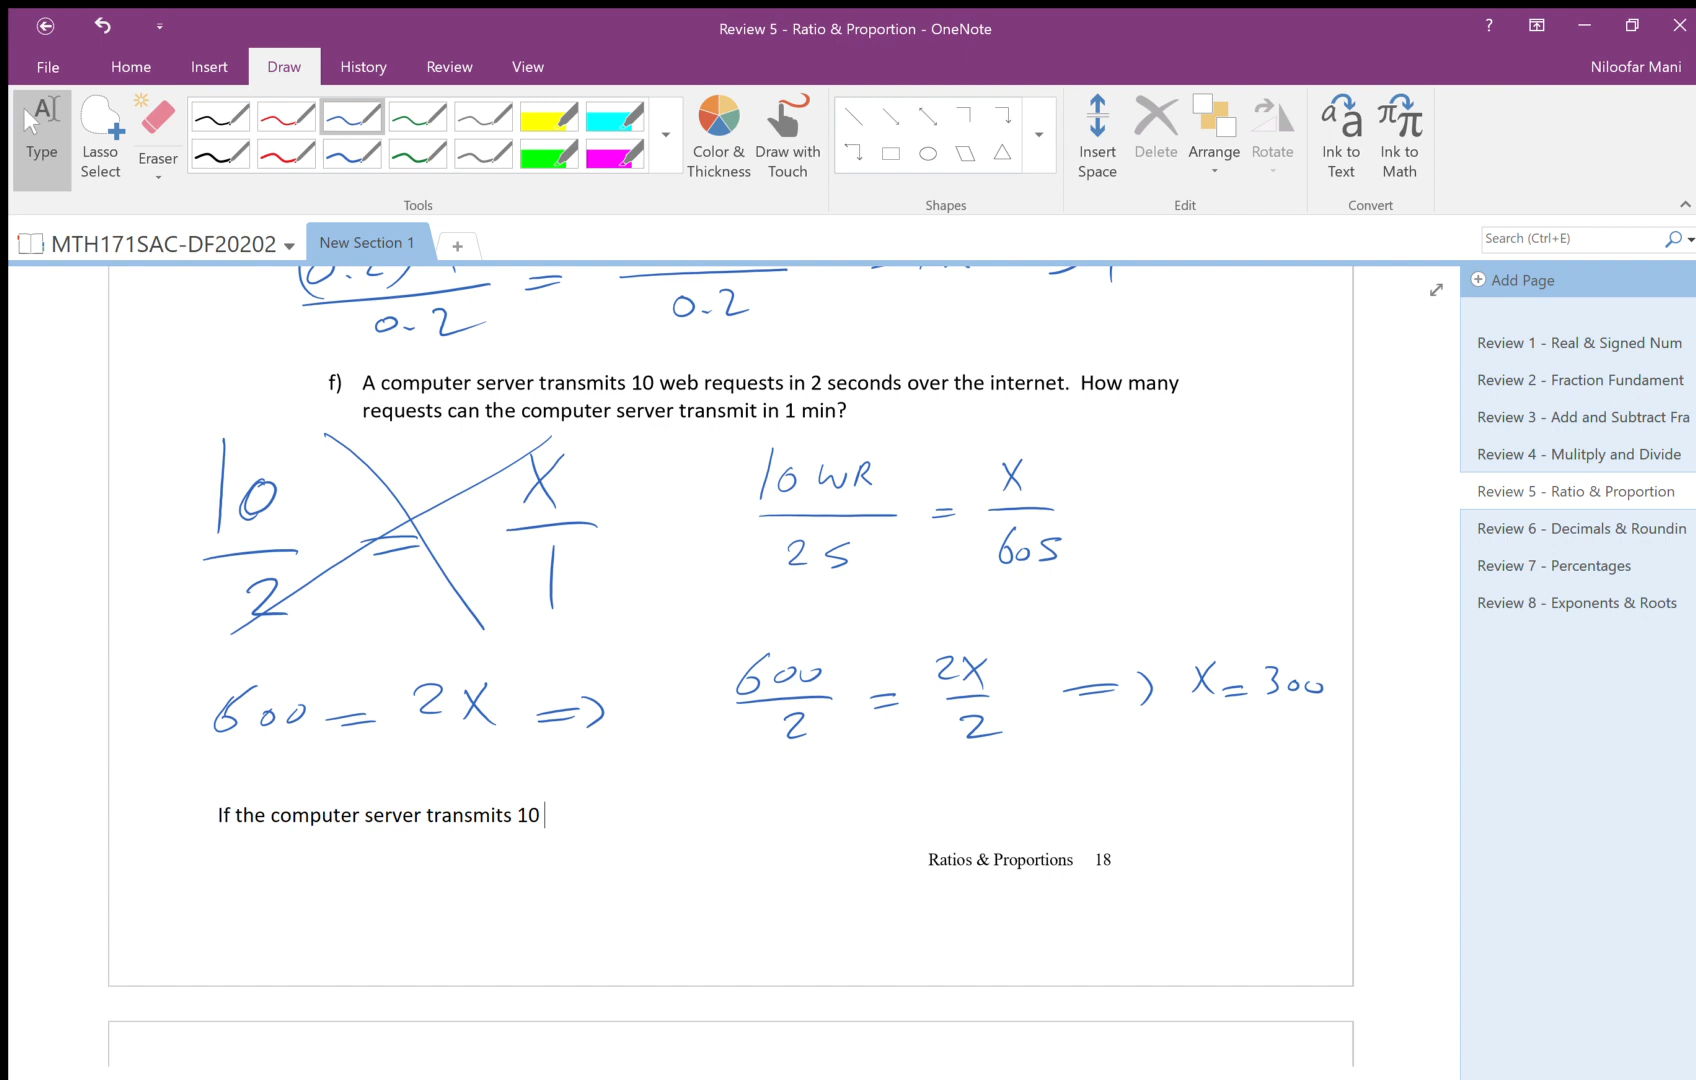 Review 5 - Ratio & Proportion - OneNote
?
File Home Insert Draw History Review View Niloofar Mani
Type
Lasso Select
Eraser
Color & Thickness
Draw with Touch
Insert Space
Delete
Arrange
Rotate
Ink to Text
Ink to Math
Tools
Shapes
Edit
Convert
MTH171SAC-DF20202 New Section 1 +
Search (Ctrl+E)
Add Page
Review 1 - Real & Signed Num
Review 2 - Fraction Fundament
Review 3 - Add and Subtract Fra
Review 4 - Mulitply and Divide
Review 5 - Ratio & Proportion
Review 6 - Decimals & Roundin
Review 7 - Percentages
Review 8 - Exponents & Roots
=
0.2 0.2
f) A computer server transmits 10 web requests in 2 seconds over the internet. How many
requests can the computer server transmit in 1 min?
10/2 = X/1
10 WR/2 S = X/60 S
600 = 2X =>
600/2 = 2X/2 => X = 300
If the computer server transmits 10
Ratios & Proportions 18